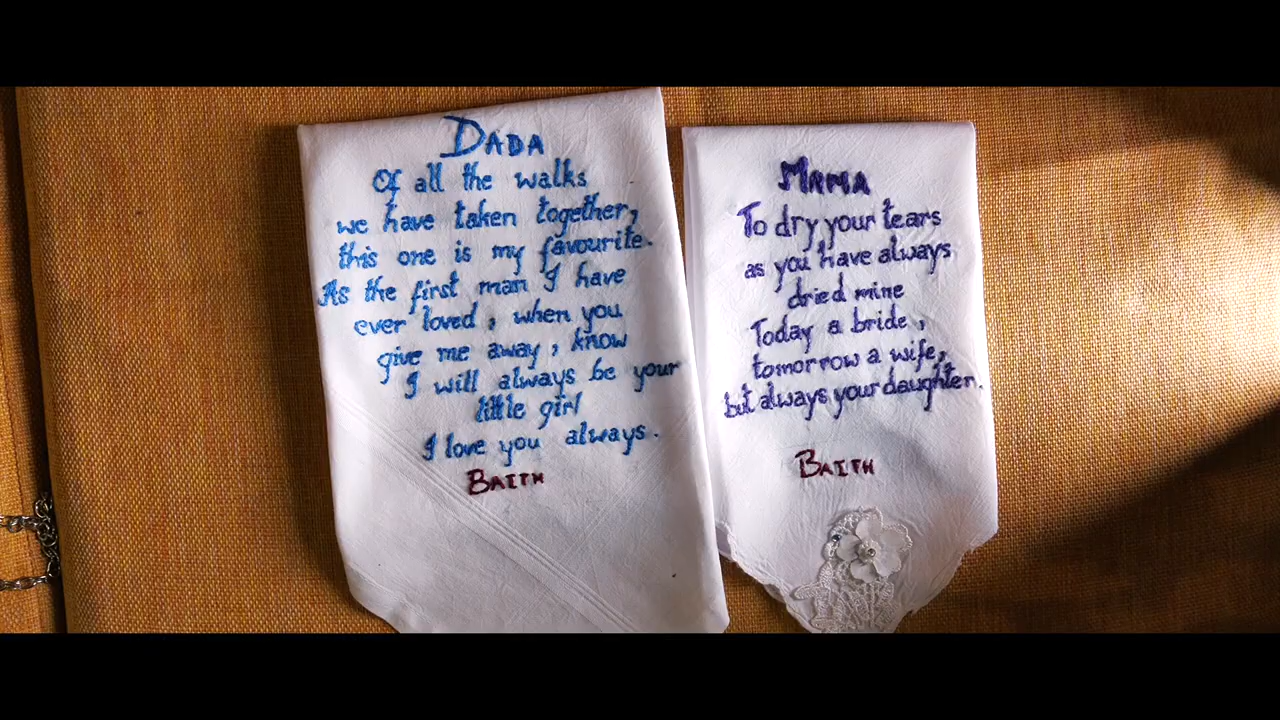 DADA
Of all the walks
we have taken together,
this one is my favourite.
As the first man I have
ever loved, when you
give me away, know
I will always be your
little girl
I love you always.
BAITH
MAMA
To dry your tears
as you have always
dried mine
Today a bride,
tomorrow a wife,
but always your daughter.
BAITH